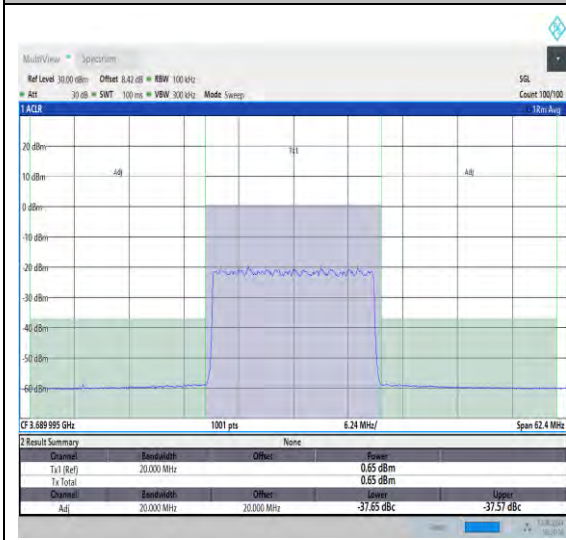 MultiView Spectrum
Ref Level 30.00 dBm Offset 8.42 dB RBW 100 kHz SGL
Att 30 dB SWT 100 ms VBW 300 kHz Mode Sweep Count 100/100
1 ACLR 1Rm Avg
20 dBm
Tx1
Adj Adj
10 dBm
0 dBm
-10 dBm
-20 dBm
-30 dBm
-40 dBm
-50 dBm
-60 dBm
CF 3.689 995 GHz 1001 pts 6.24 MHz/ Span 62.4 MHz
2 Result Summary None
Channel Bandwidth Offset Power
Tx1 (Ref) 20.000 MHz 0.65 dBm
Tx Total 0.65 dBm
Channel Bandwidth Offset Lower Upper
Adj 20.000 MHz 20.000 MHz -37.65 dBc -37.57 dBc